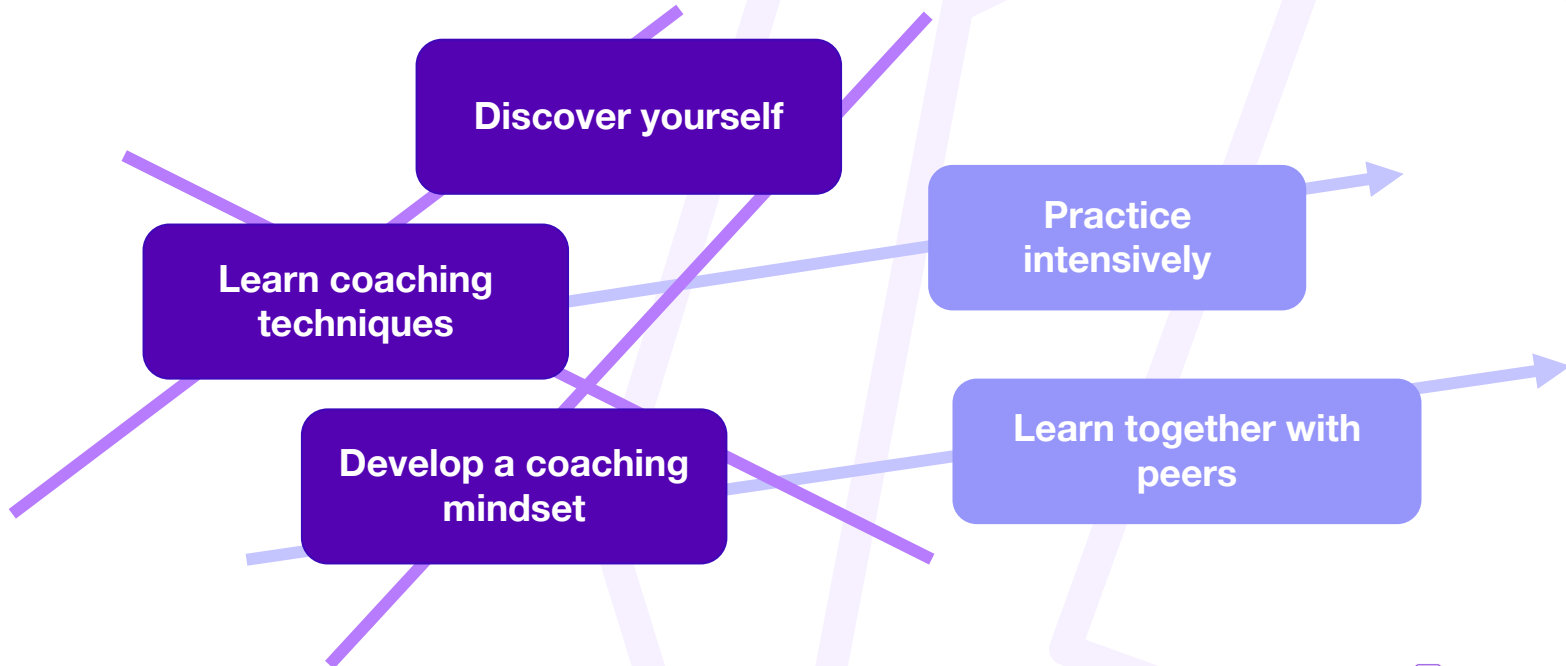 Discover yourself
Learn coaching
techniques
Develop a coaching
mindset
Practice
intensively
Learn together with
peers